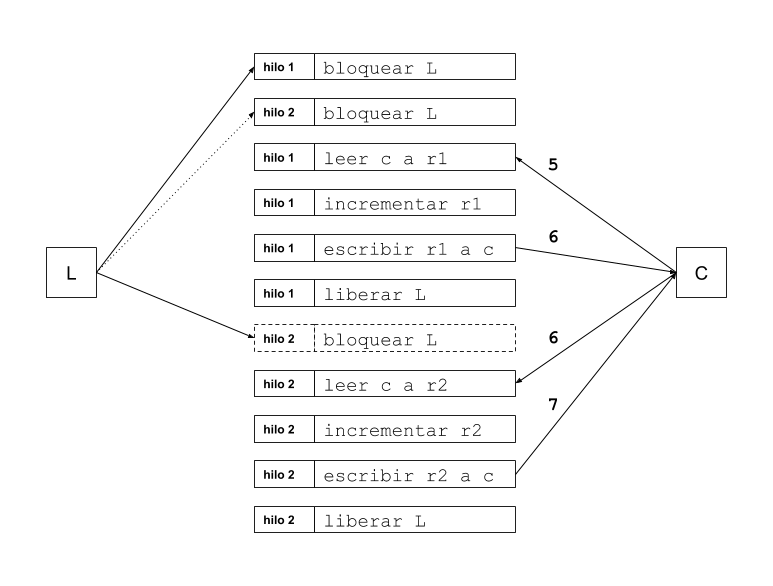 hilo 1 bloquear L
hilo 2 bloquear L
hilo 1 leer c a r1
5
hilo 1 incrementar r1
hilo 1 escribir r1 a c
6
L
C
hilo 1 liberar L
hilo 2 bloquear L
6
hilo 2 leer c a r2
7
hilo 2 incrementar r2
hilo 2 escribir r2 a c
hilo 2 liberar L